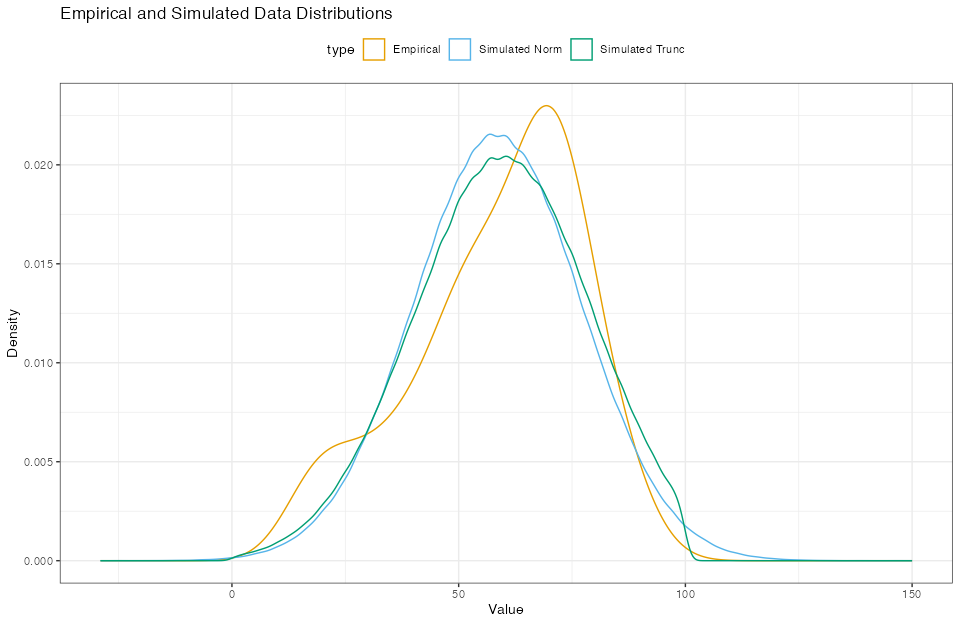 Empirical and Simulated Data Distributions
type Empirical Simulated Norm Simulated Trunc
0.020
0.015
0.010
0.005
0.000
Density
0 50 100 150
Value